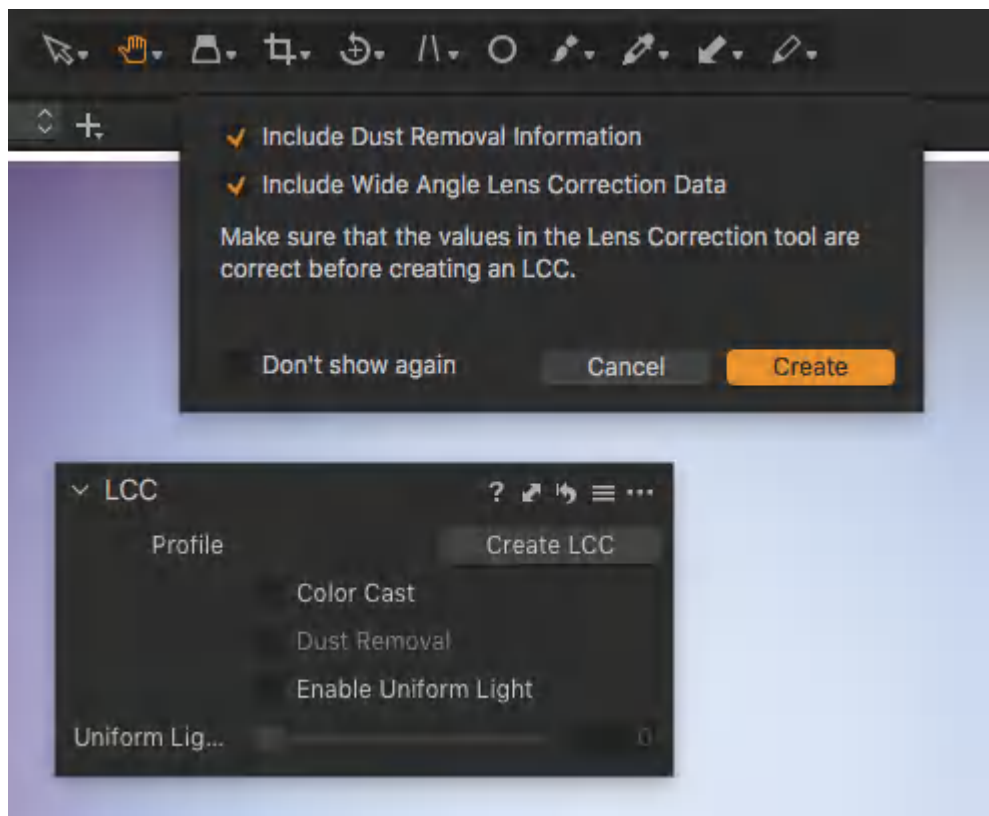 Include Dust Removal Information
Include Wide Angle Lens Correction Data
Make sure that the values in the Lens Correction tool are
correct before creating an LCC.
Don't show again
Cancel
Create
LCC
?
Profile
Create LCC
Color Cast
Dust Removal
Enable Uniform Light
Uniform Lig...
0